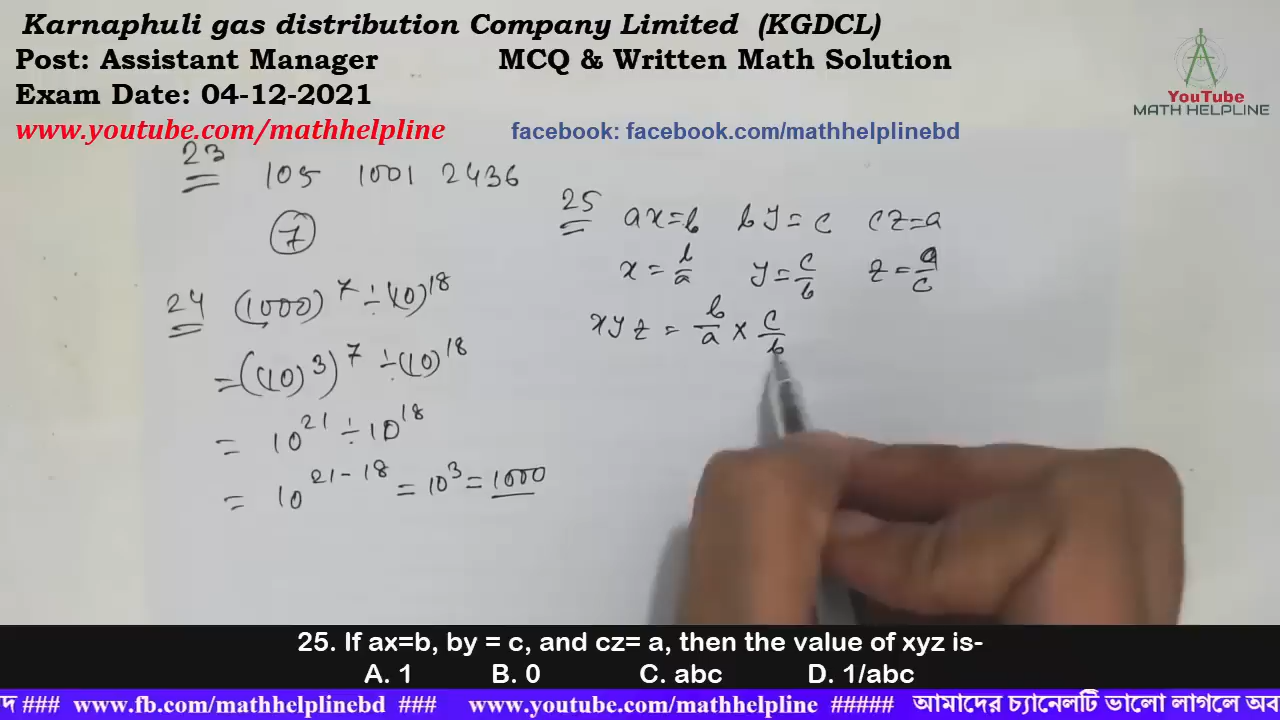 Karnaphuli gas distribution Company Limited (KGDCL)
Post: Assistant Manager MCQ & Written Math Solution
Exam Date: 04-12-2021
www.youtube.com/mathhelpline facebook: facebook.com/mathhelplinebd
YouTube
MATH HELPLINE
23 105 1001 2436
7
24 (1000)^7 ÷ (10)^18
= ((10)^3)^7 ÷ (10)^18
= 10^21 ÷ 10^18
= 10^21-18 = 10^3 = 1000
25 ax=b by=c cz=a
x = b/a y = c/b z = a/c
xyz = b/a × c/b
25. If ax=b, by = c, and cz= a, then the value of xyz is-
A. 1 B. 0 C. abc D. 1/abc
দ ### www.fb.com/mathhelplinebd ### www.youtube.com/mathhelpline ##### আমাদের চ্যানেলটি ভালো লাগলে অব